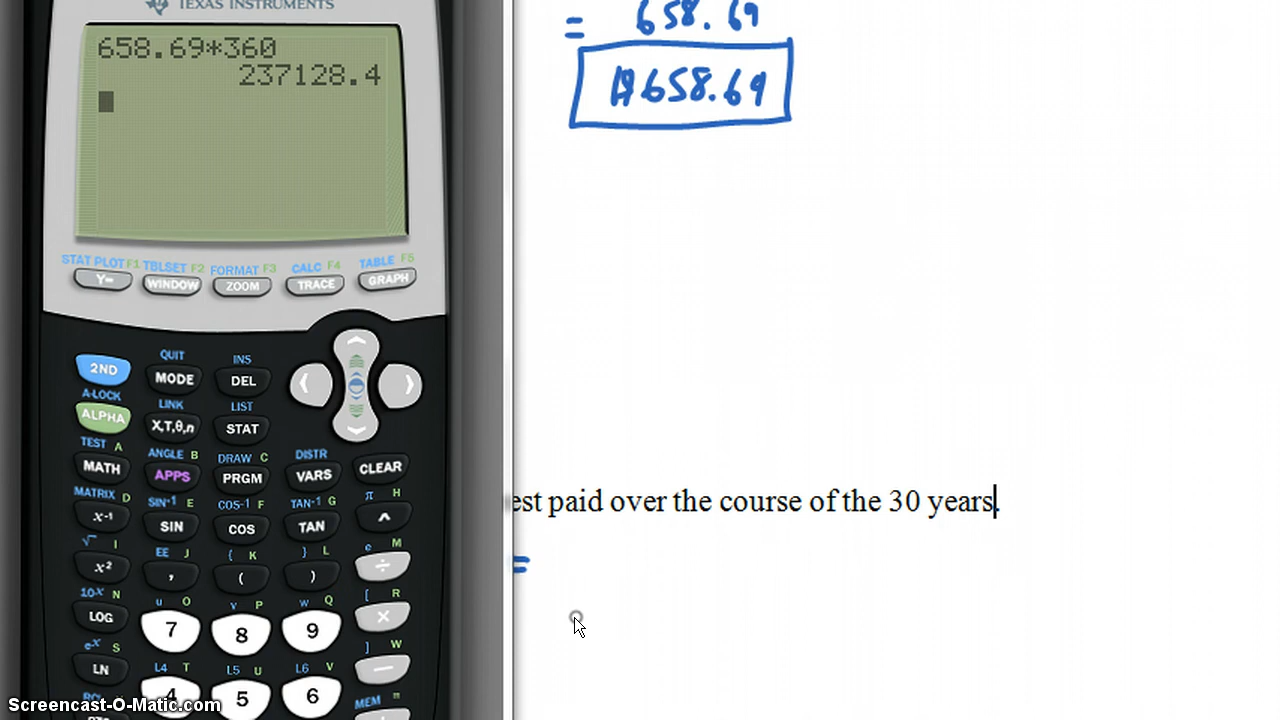 TEXAS INSTRUMENTS
658.69*360
237128.4
STAT PLOT F1 TBLSET F2 FORMAT F3 CALC F4 TABLE F5
Y= WINDOW ZOOM TRACE GRAPH
QUIT INS
2ND MODE DEL
A-LOCK LINK LIST
ALPHA X,T,θ,n STAT
TEST A ANGLE B DRAW C DISTR
MATH APPS PRGM VARS CLEAR
MATRIX D SIN⁻¹ E COS⁻¹ F TAN⁻¹ G π H
x⁻¹ SIN COS TAN ^
√ I EE J { K } L e M
x² , ( ) ÷
10ˣ N u O v P w Q [ R
LOG 7 8 9 ×
eˣ S L4 T L5 U L6 V ] W
LN 4 5 6 −
MEM "
= 658.69
$658.69
est paid over the course of the 30 years.
=
Screencast-O-Matic.com